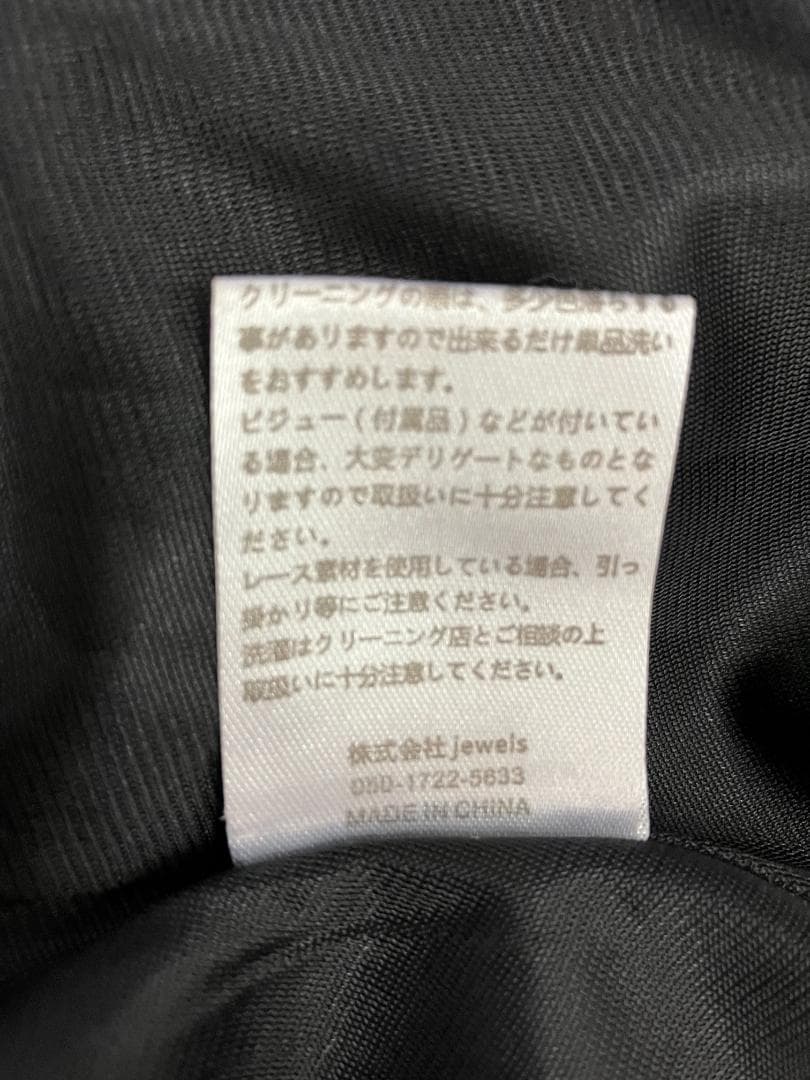 クリーニングの際は、多少色落ちする
事がありますので出来るだけ単品洗い
をおすすめします。
ビジュー(付属品)などが付いてい
る場合、大変デリゲートなものとな
りますので取扱いに十分注意してく
ださい。
レース素材を使用している場合、引っ
掛かり等にご注意ください。
洗濯はクリーニング店とご相談の上
取扱いに十分注意してください。
株式会社jewels
050-1722-5633
MADE IN CHINA